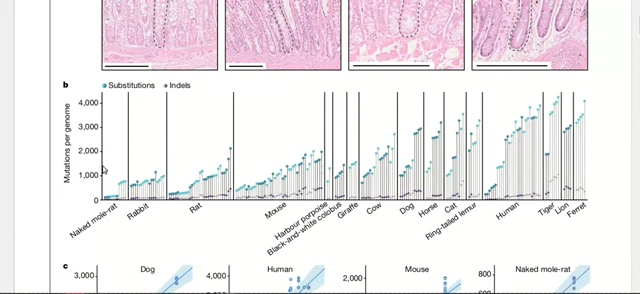 b
Substitutions Indels
Mutations per genome
4,000
3,000
2,000
1,000
0
Naked mole-rat
Rabbit
Rat
Mouse
Harbour porpoise
Black-and-white colobus
Giraffe
Cow
Dog
Horse
Cat
Ring-tailed lemur
Human
Tiger
Lion
Ferret
c
Dog
3,000
Human
4,000
Mouse
2,000
Naked mole-rat
800